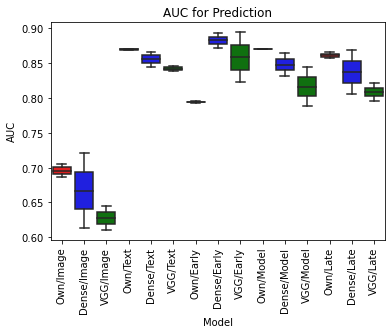 AUC for Prediction
0.90
0.85
0.80
0.75
0.70
0.65
0.60
AUC
Own/Image
Dense/Image
VGG/Image
Own/Text
Dense/Text
VGG/Text
Own/Early
Dense/Early
VGG/Early
Own/Model
Dense/Model
VGG/Model
Own/Late
Dense/Late
VGG/Late
Model